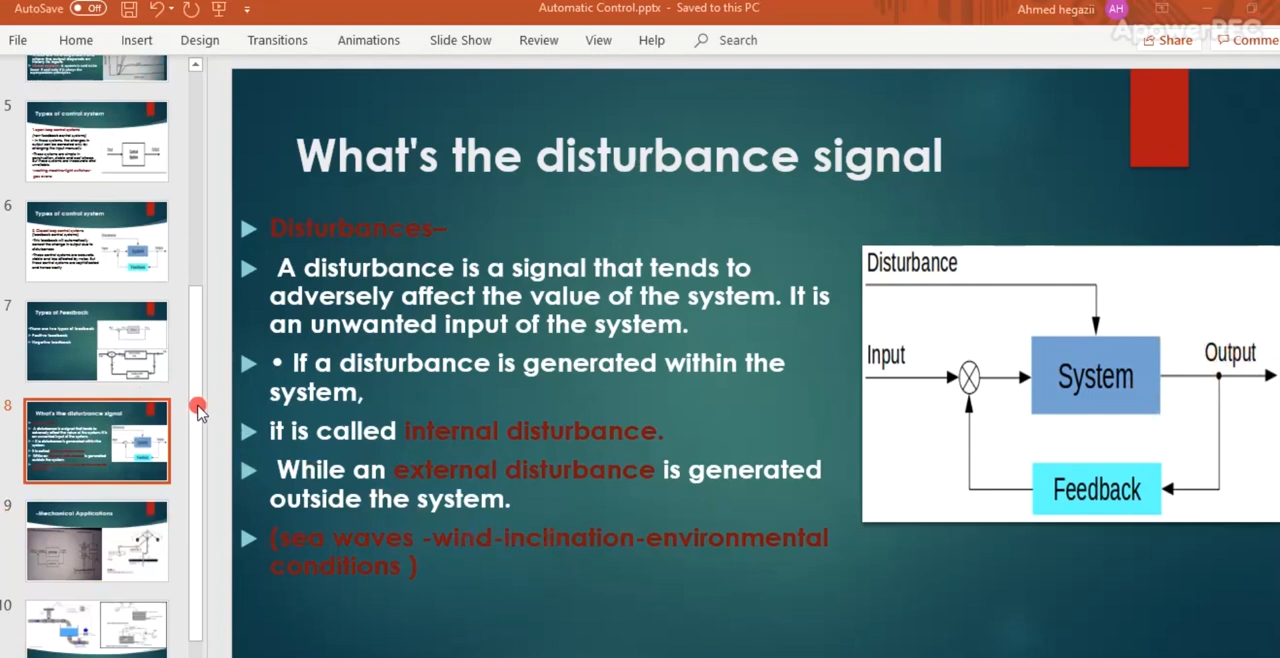 AutoSave Off
Automatic Control.pptx - Saved to this PC
Ahmed hegazii AH
ApowerREC
File Home Insert Design Transitions Animations Slide Show Review View Help Search
Share Comme
5
Types of control system
6
Types of control system
7
Types of Feedback
8
What's the disturbance signal
9
-Mechanical Applications
10
What's the disturbance signal
Disturbances–
A disturbance is a signal that tends to
adversely affect the value of the system. It is
an unwanted input of the system.
• If a disturbance is generated within the
system,
it is called internal disturbance.
While an external disturbance is generated
outside the system.
(sea waves -wind-inclination-environmental
conditions )
Disturbance
Input
System
Output
Feedback